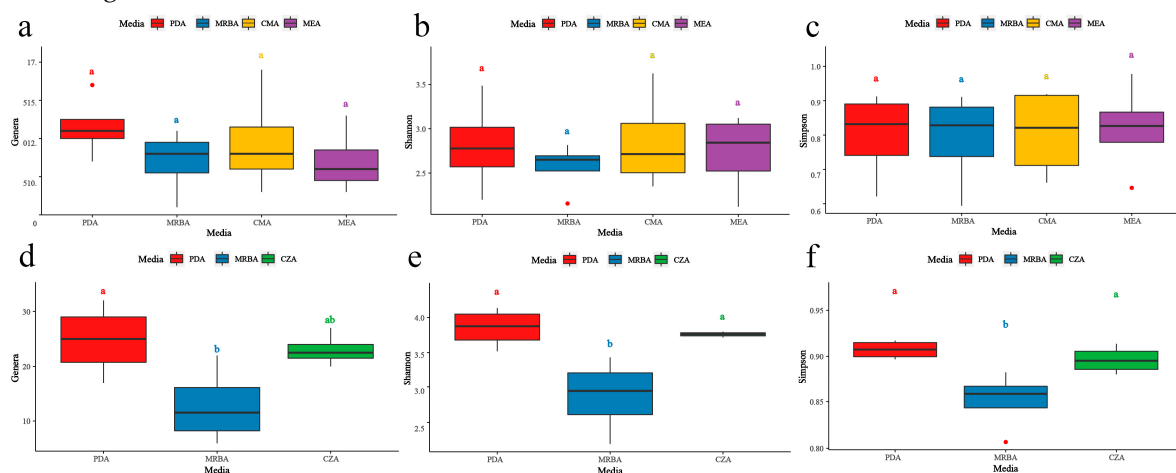 a
Media PDA MRBA CMA MEA
17.
515.
012.
510.
0
Genera
a
a
a
a
PDA MRBA CMA MEA
Media
b
Media PDA MRBA CMA MEA
3.5
3.0
2.5
Shannon
a
a
a
a
PDA MRBA CMA MEA
Media
c
Media PDA MRBA CMA MEA
1.0
0.9
0.8
0.7
0.6
Simpson
a
a
a
a
PDA MRBA CMA MEA
Media
d
Media PDA MRBA CZA
30
20
10
Genera
a
b
ab
PDA MRBA CZA
Media
e
Media PDA MRBA CZA
4.0
3.5
3.0
2.5
Shannon
a
b
a
PDA MRBA CZA
Media
f
Media PDA MRBA CZA
0.95
0.90
0.85
0.80
Simpson
a
b
a
PDA MRBA CZA
Media